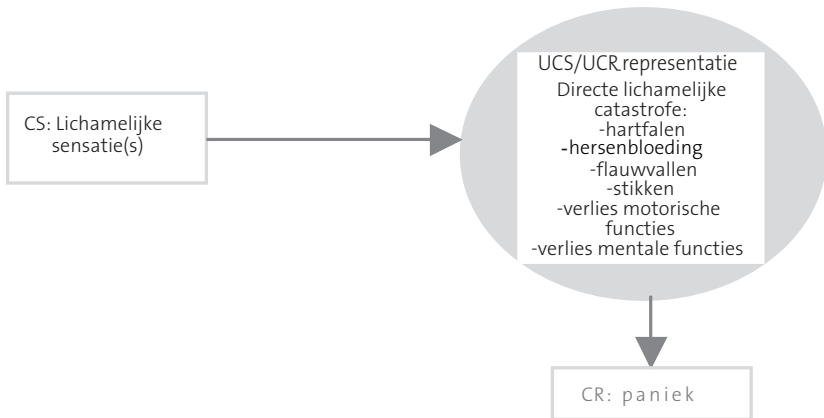 CS: Lichamelijke
sensatie(s)
UCS/UCR representatie
Directe lichamelijke
catastrofe:
-hartfalen
-hersenbloeding
-flauwvallen
-stikken
-verlies motorische
functies
-verlies mentale functies
CR: paniek